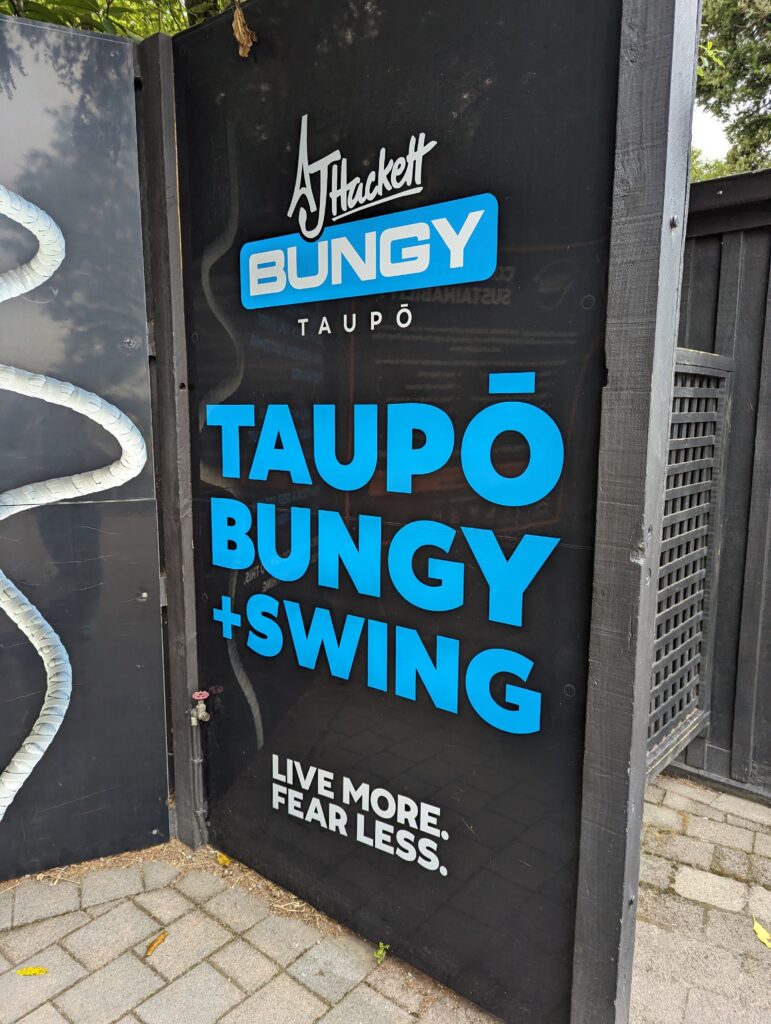 AJ Hackett
BUNGY
TAUPŌ
TAUPŌ
BUNGY
+SWING
LIVE MORE.
FEAR LESS.